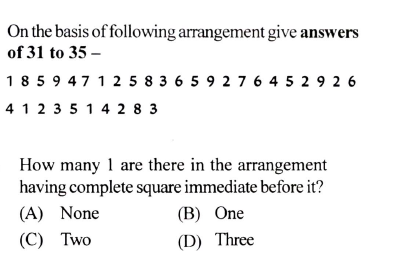 On the basis of following arrangement give answers
of 31 to 35 –
1 8 5 9 4 7 1 2 5 8 3 6 5 9 2 7 6 4 5 2 9 2 6
4 1 2 3 5 1 4 2 8 3
How many 1 are there in the arrangement
having complete square immediate before it?
(A) None (B) One
(C) Two (D) Three